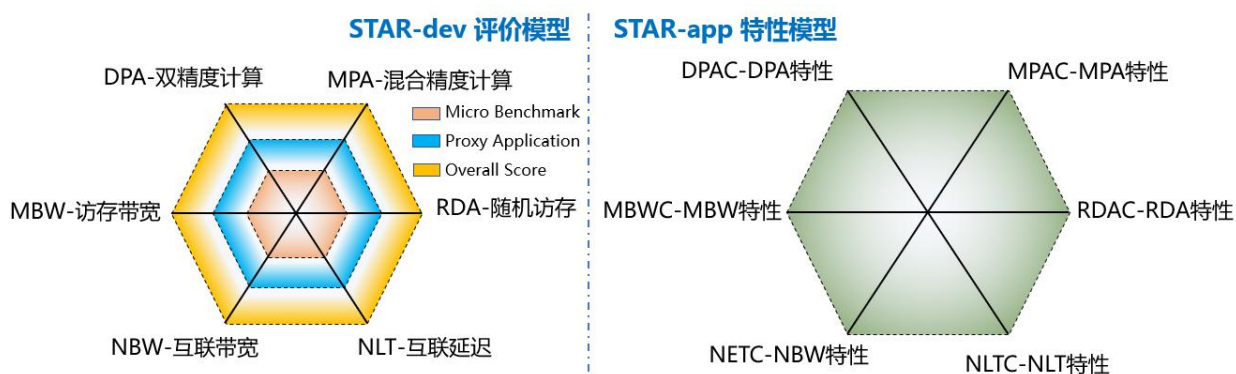 STAR-dev 评价模型
STAR-app 特性模型
DPA-双精度计算
MPA-混合精度计算
Micro Benchmark
Proxy Application
Overall Score
MBW-访存带宽
RDA-随机访存
NBW-互联带宽
NLT-互联延迟
DPAC-DPA特性
MPAC-MPA特性
MBWC-MBW特性
RDAC-RDA特性
NETC-NBW特性
NLTC-NLT特性